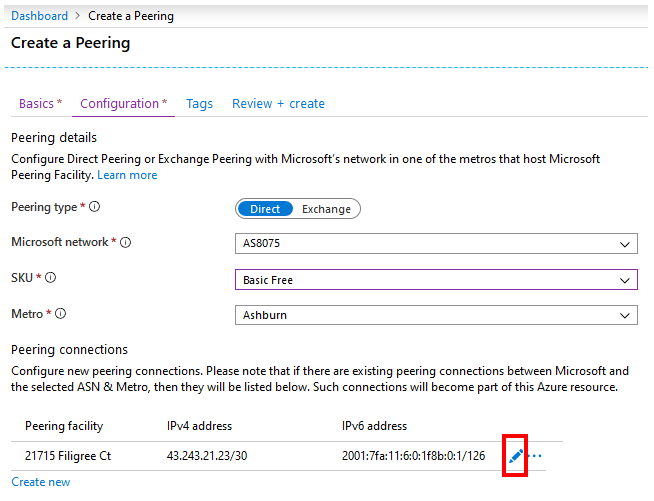 Dashboard > Create a Peering
Create a Peering
Basics * Configuration * Tags Review + create
Peering details
Configure Direct Peering or Exchange Peering with Microsoft's network in one of the metros that host Microsoft
Peering Facility. Learn more
Peering type * Direct Exchange
Microsoft network * AS8075
SKU * Basic Free
Metro * Ashburn
Peering connections
Configure new peering connections. Please note that if there are existing peering connections between Microsoft and
the selected ASN & Metro, then they will be listed below. Such connections will become part of this Azure resource.
Peering facility IPv4 address IPv6 address
21715 Filigree Ct 43.243.21.23/30 2001:7fa:11:6:0:1f8b:0:1/126
Create new